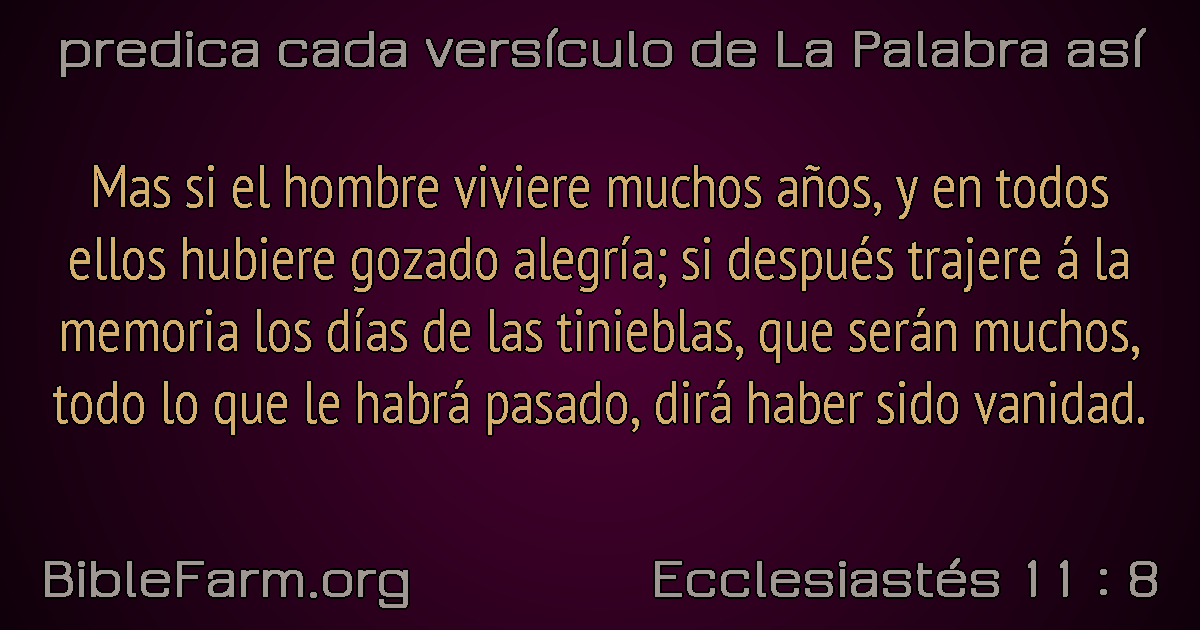 predica cada versículo de La Palabra así
Mas si el hombre viviere muchos años, y en todos
ellos hubiere gozado alegría; si después trajere á la
memoria los días de las tinieblas, que serán muchos,
todo lo que le habrá pasado, dirá haber sido vanidad.
BibleFarm.org
Ecclesiastés 11 : 8